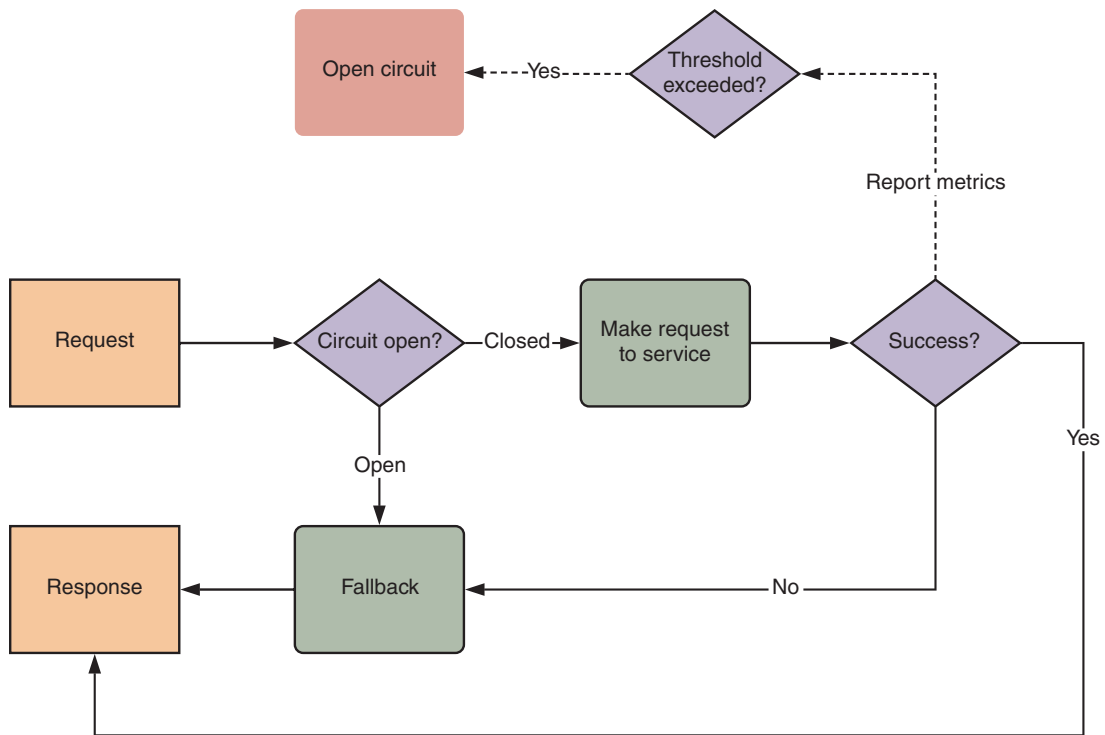 Open circuit
Yes
Threshold
exceeded?
Report metrics
Request
Circuit open?
Closed
Make request
to service
Success?
Yes
Open
Response
Fallback
No